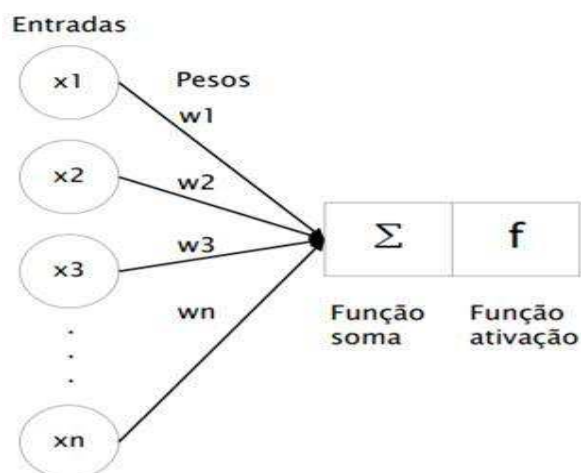 Entradas
x1
Pesos
w1
x2
w2
x3
w3
Σ
f
wn
Função soma
Função ativação
.
.
.
xn